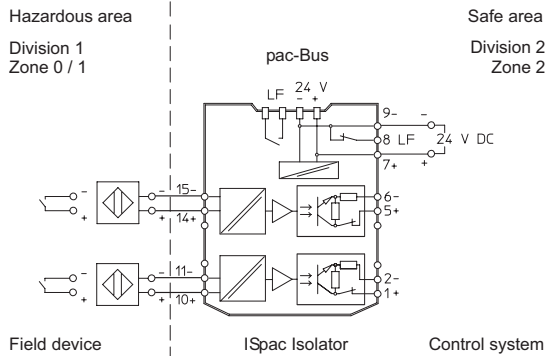 Hazardous area
Safe area
Division 1
Zone 0 / 1
Division 2
Zone 2
pac-Bus
LF 24 V
- +
9- -
8 LF 24 V DC
7+ +
- - 15-
+ + 14+
6-
5+
- - 11-
+ + 10+
2-
1+
Field device
ISpac Isolator
Control system